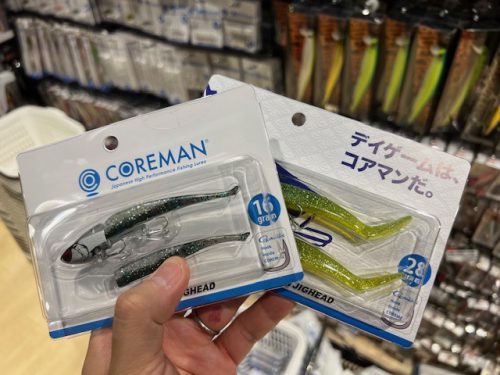 COREMAN®
Japanese High Performance Fishing Lures
16
gram
JIGHEAD
デイゲームは、
コアマンだ。
28
gram
JIGHEAD